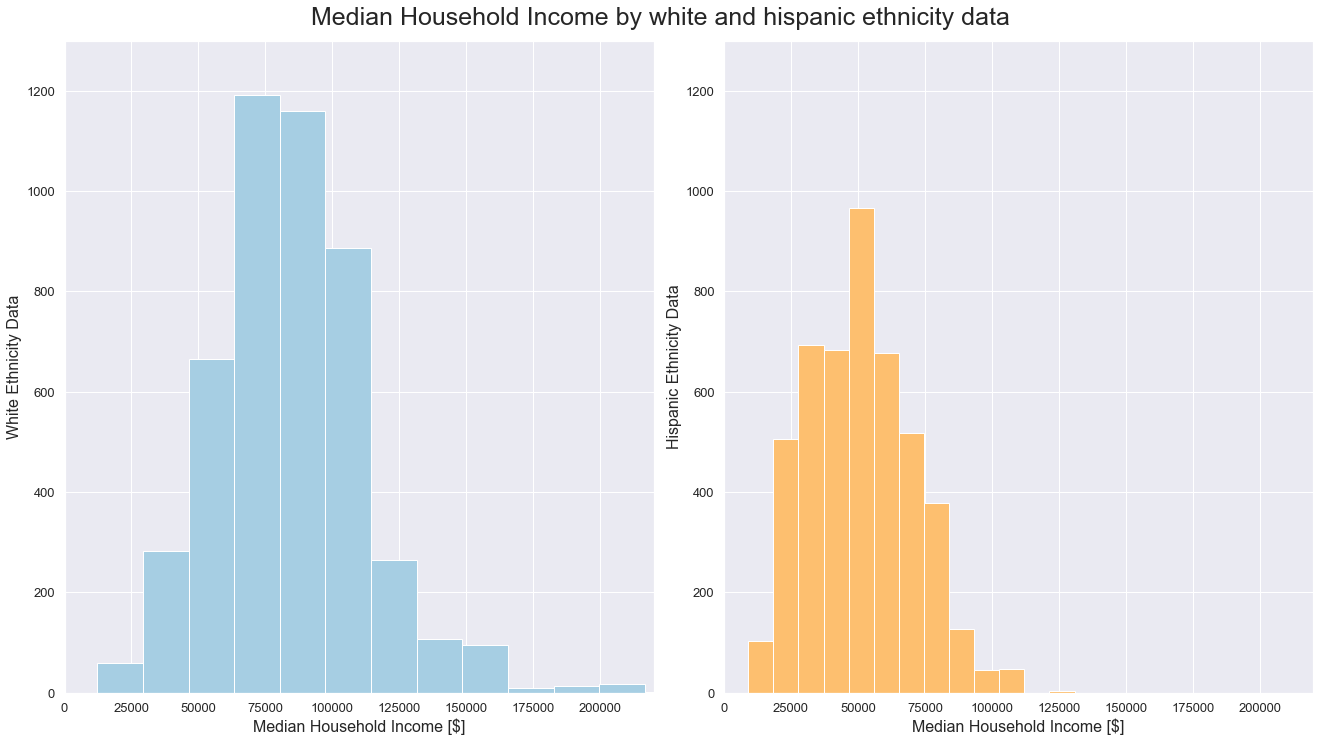 Median Household Income by white and hispanic ethnicity data
White Ethnicity Data
1200
1000
800
600
400
200
0
0 25000 50000 75000 100000 125000 150000 175000 200000
Median Household Income [$]
Hispanic Ethnicity Data
1200
1000
800
600
400
200
0
0 25000 50000 75000 100000 125000 150000 175000 200000
Median Household Income [$]